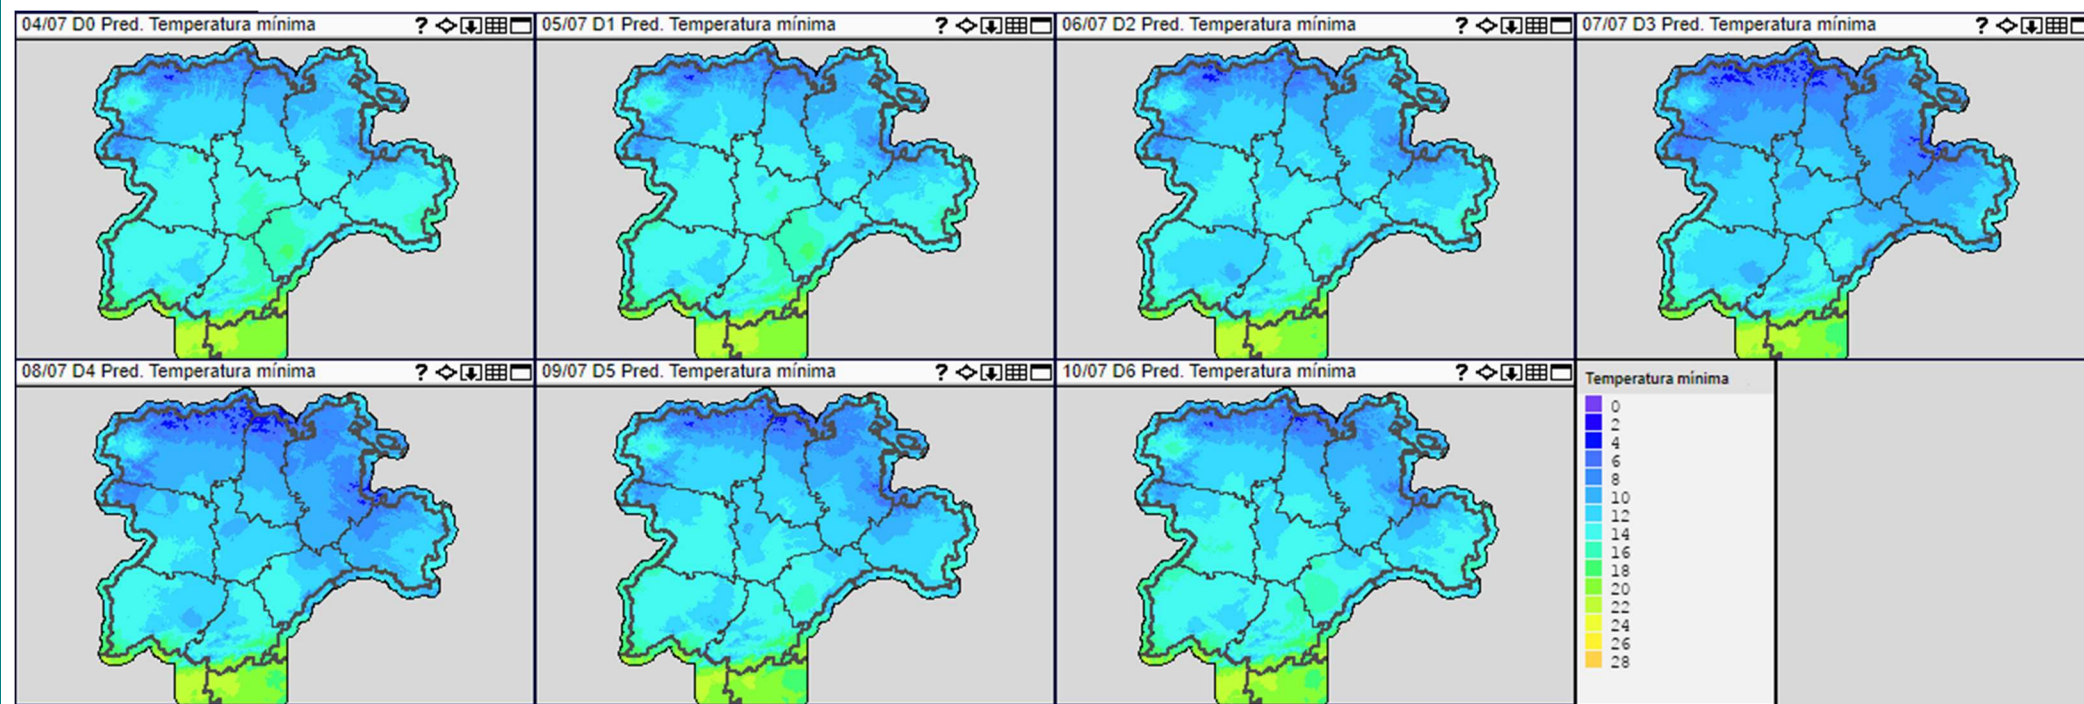 04/07 D0 Pred. Temperatura mínima ?
05/07 D1 Pred. Temperatura mínima ?
06/07 D2 Pred. Temperatura mínima ?
07/07 D3 Pred. Temperatura mínima ?
08/07 D4 Pred. Temperatura mínima ?
09/07 D5 Pred. Temperatura mínima ?
10/07 D6 Pred. Temperatura mínima ?
Temperatura mínima
0
2
4
6
8
10
12
14
16
18
20
22
24
26
28